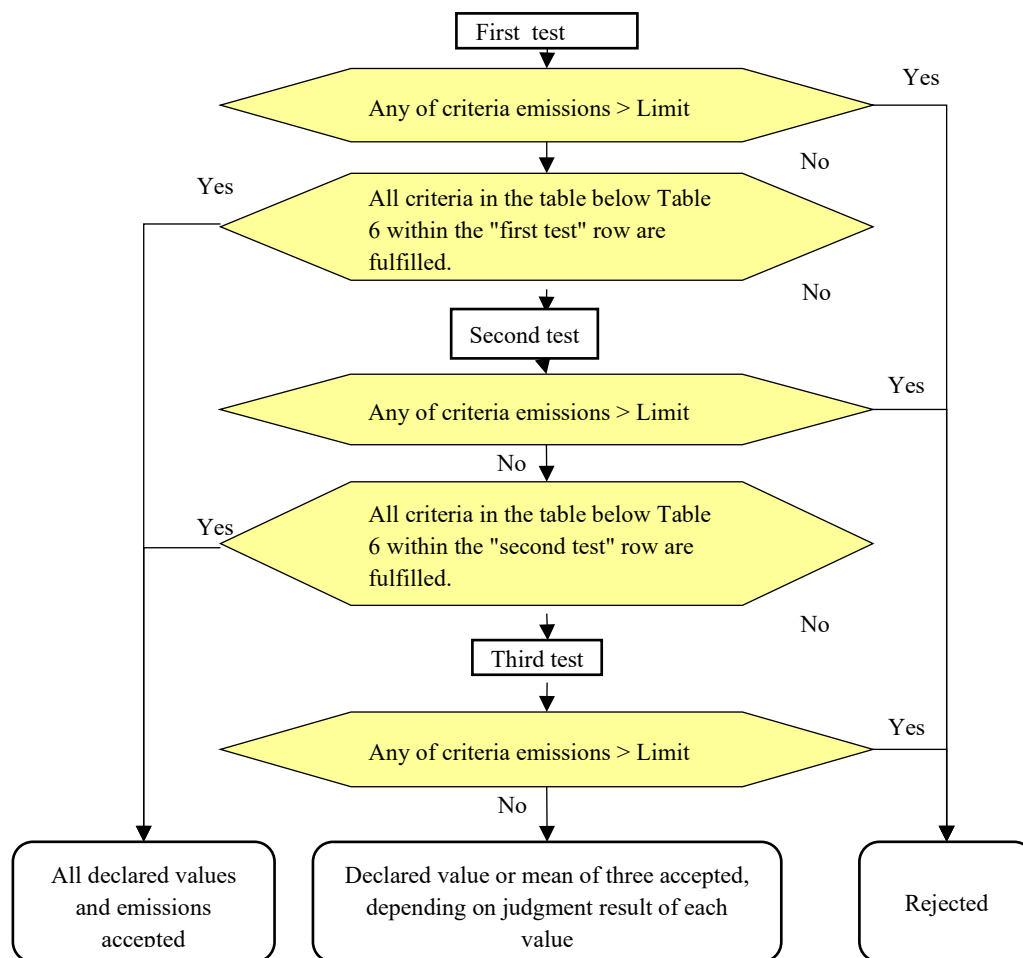 First test
Yes
Any of criteria emissions > Limit
No
Yes
All criteria in the table below Table
6 within the "first test" row are
fulfilled.
No
Second test
Yes
Any of criteria emissions > Limit
No
All criteria in the table below Table
Yes
6 within the "second test" row are
fulfilled.
No
Third test
Yes
Any of criteria emissions > Limit
No
All declared values
and emissions
accepted
Declared value or mean of three accepted,
depending on judgment result of each
value
Rejected